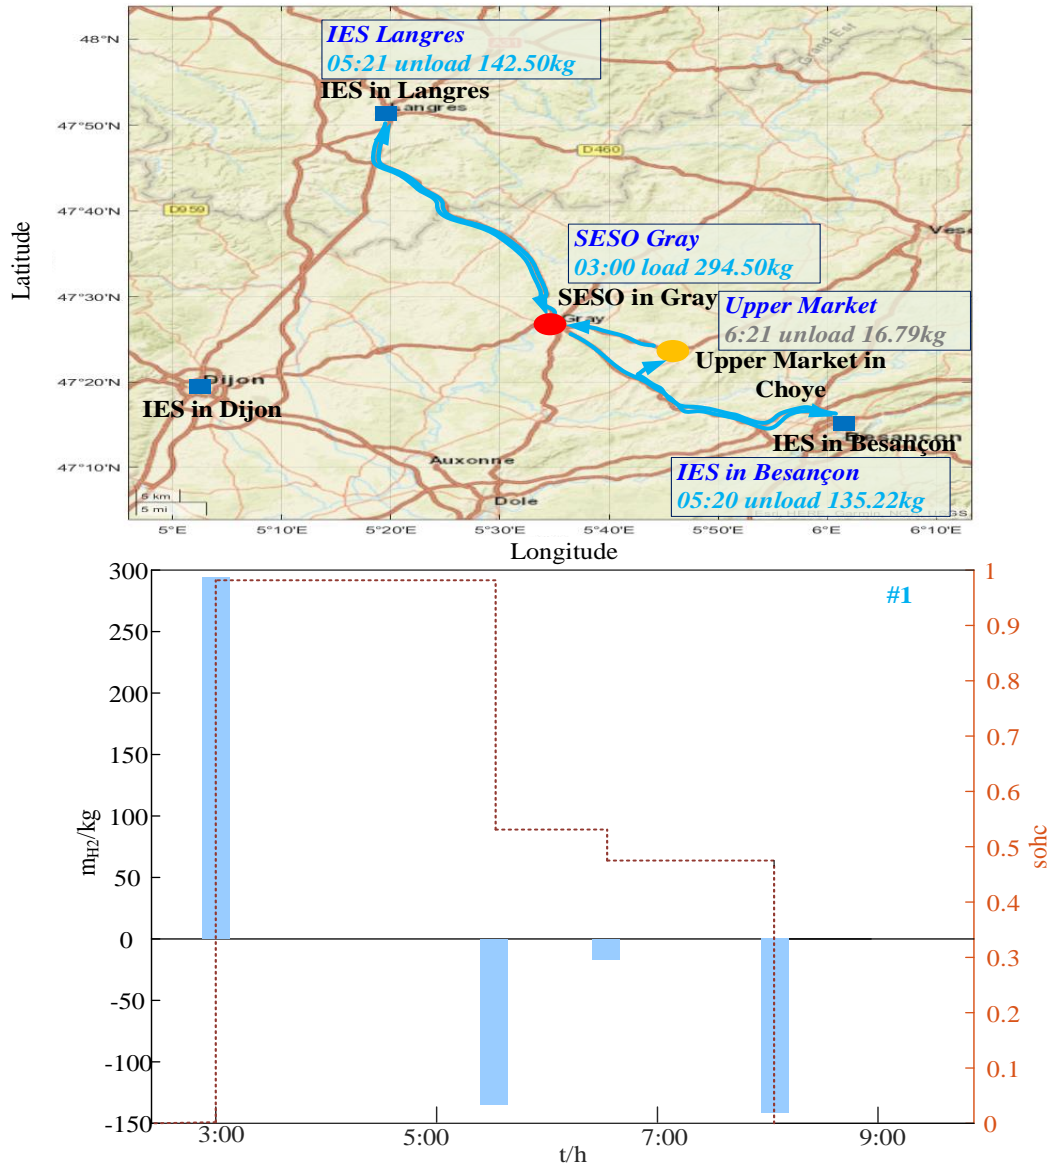 48°N
IES Langres
05:21 unload 142.50kg
IES in Langres
Langres
47°50'N
D460
47°40'N
D959
Latitude
SESO Gray
03:00 load 294.50kg
47°30'N
SESO in Gray
Gray
Upper Market
6:21 unload 16.79kg
Upper Market in
Choye
47°20'N
Dijon
IES in Dijon
IES in Besançon
Besançon
47°10'N
Auxonne
Dole
IES in Besançon
05:20 unload 135.22kg
5 km
5 mi
5°E
5°10'E
5°20'E
5°30'E
5°40'E
5°50'E
6°E
6°10'E
Longitude
#1
300
250
200
150
100
50
0
-50
-100
-150
mH2/kg
1
0.9
0.8
0.7
0.6
0.5
0.4
0.3
0.2
0.1
0
sohc
3:00
5:00
7:00
9:00
t/h